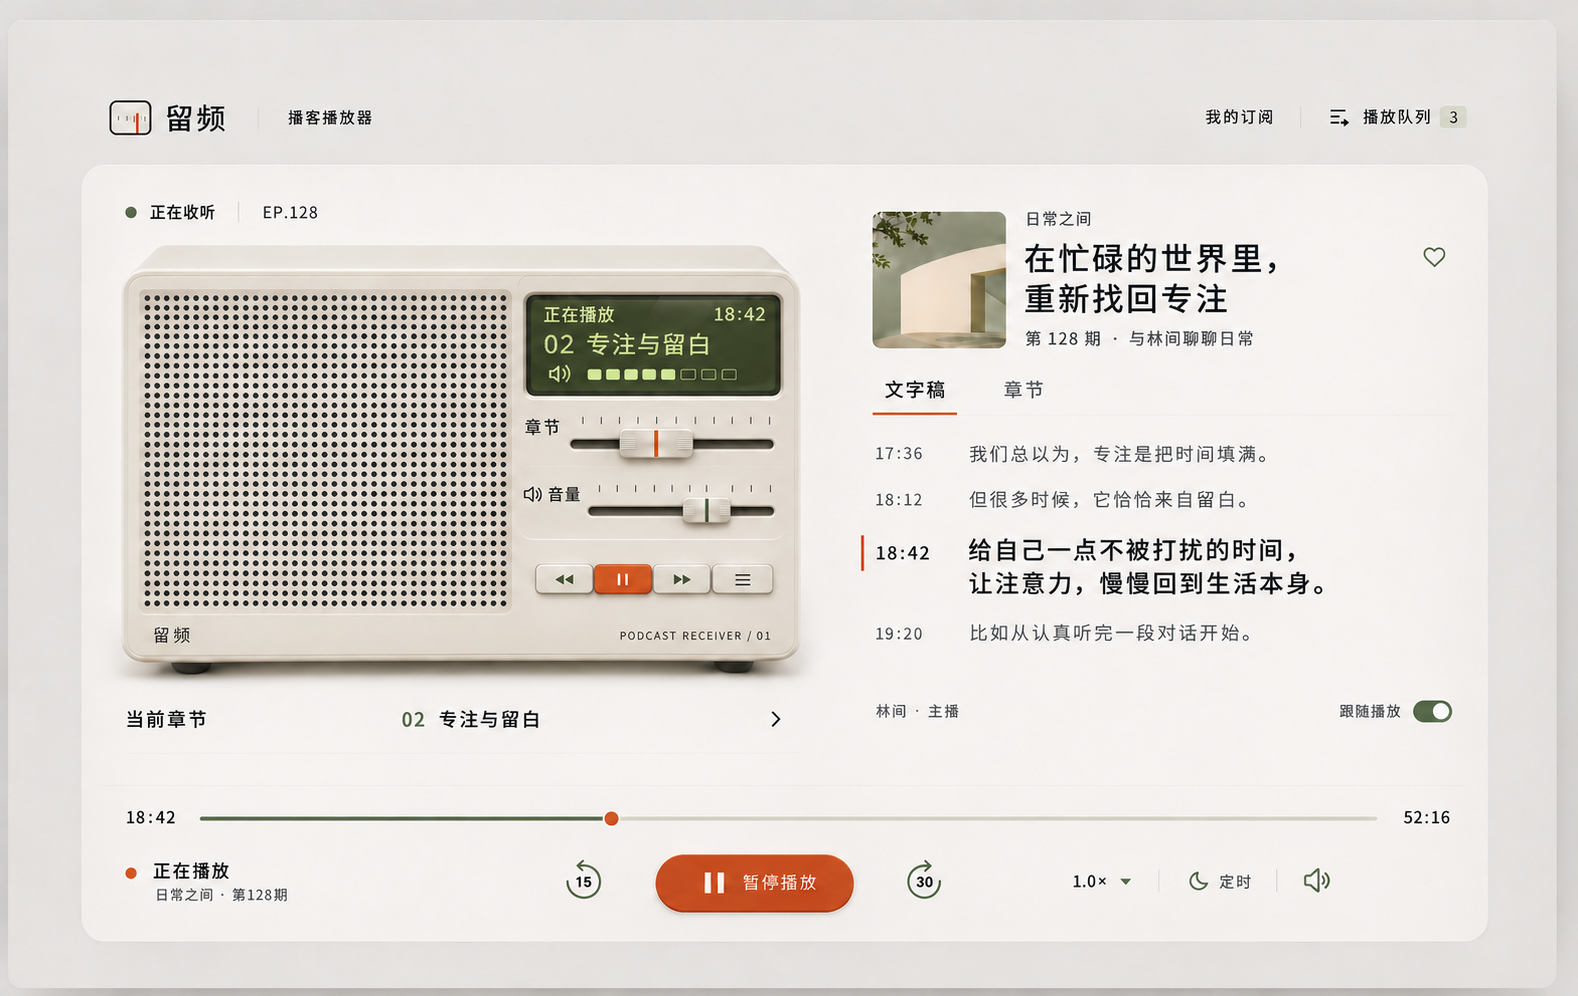 留频
播客播放器
我的订阅
播放队列 3
正在收听
EP.128
正在播放 18:42
02 专注与留白
章节
音量
留频
PODCAST RECEIVER / 01
当前章节
02 专注与留白
日常之间
在忙碌的世界里，
重新找回专注
第 128 期 · 与林间聊聊日常
文字稿
章节
17:36 我们总以为，专注是把时间填满。
18:12 但很多时候，它恰恰来自留白。
18:42 给自己一点不被打扰的时间，
让注意力，慢慢回到生活本身。
19:20 比如从认真听完一段对话开始。
林间 · 主播
跟随播放
18:42
52:16
正在播放
日常之间 · 第128期
15
暂停播放
30
1.0×
定时